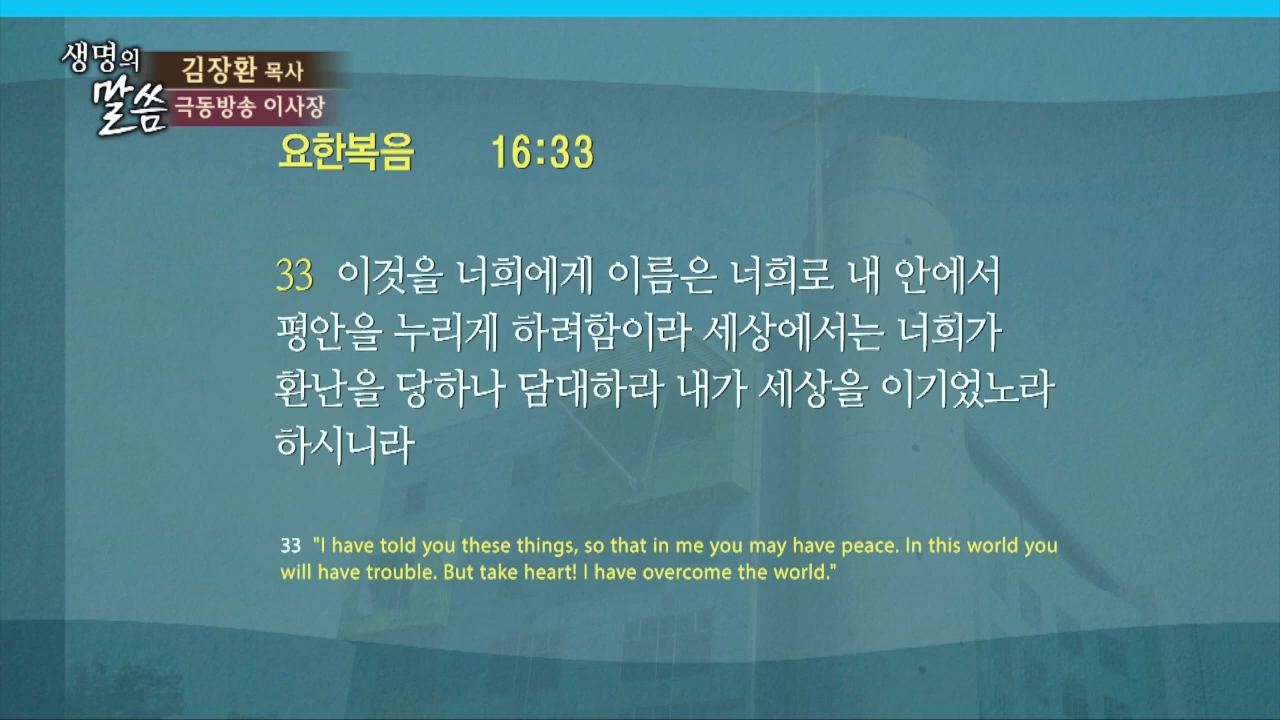 생명의
말씀
김장환 목사
극동방송 이사장
요한복음 16:33
33 이것을 너희에게 이름은 너희로 내 안에서
평안을 누리게 하려함이라 세상에서는 너희가
환난을 당하나 담대하라 내가 세상을 이기었노라
하시니라
33 "I have told you these things, so that in me you may have peace. In this world you
will have trouble. But take heart! I have overcome the world."